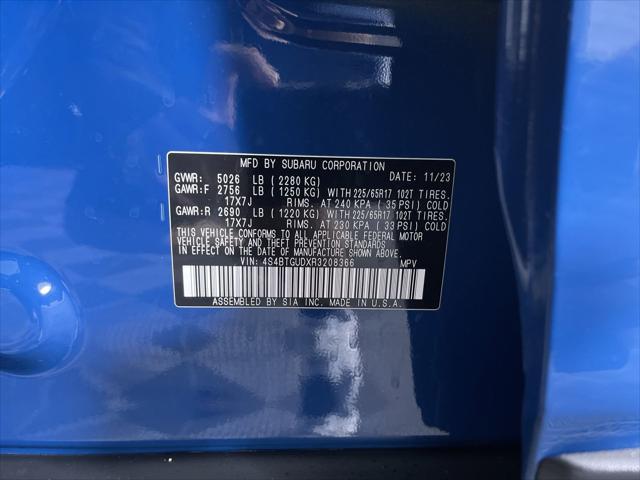 MFD BY SUBARU CORPORATION
GVWR: 5026 LB ( 2280 KG) DATE: 11/23
GAWR:F 2756 LB ( 1250 KG) WITH 225/65R17 102T TIRES.
17X7J RIMS. AT 240 KPA ( 35 PSI) COLD
GAWR:R 2690 LB ( 1220 KG) WITH 225/65R17 102T TIRES.
17X7J RIMS. AT 230 KPA ( 33 PSI) COLD
THIS VEHICLE CONFORMS TO ALL APPLICABLE FEDERAL MOTOR
VEHICLE SAFETY AND THEFT PREVENTION STANDARDS
IN EFFECT ON THE DATE OF MANUFACTURE SHOWN ABOVE.
VIN: 4S4BTGUDXR3208366 MPV
ASSEMBLED BY SIA INC. MADE IN U.S.A.